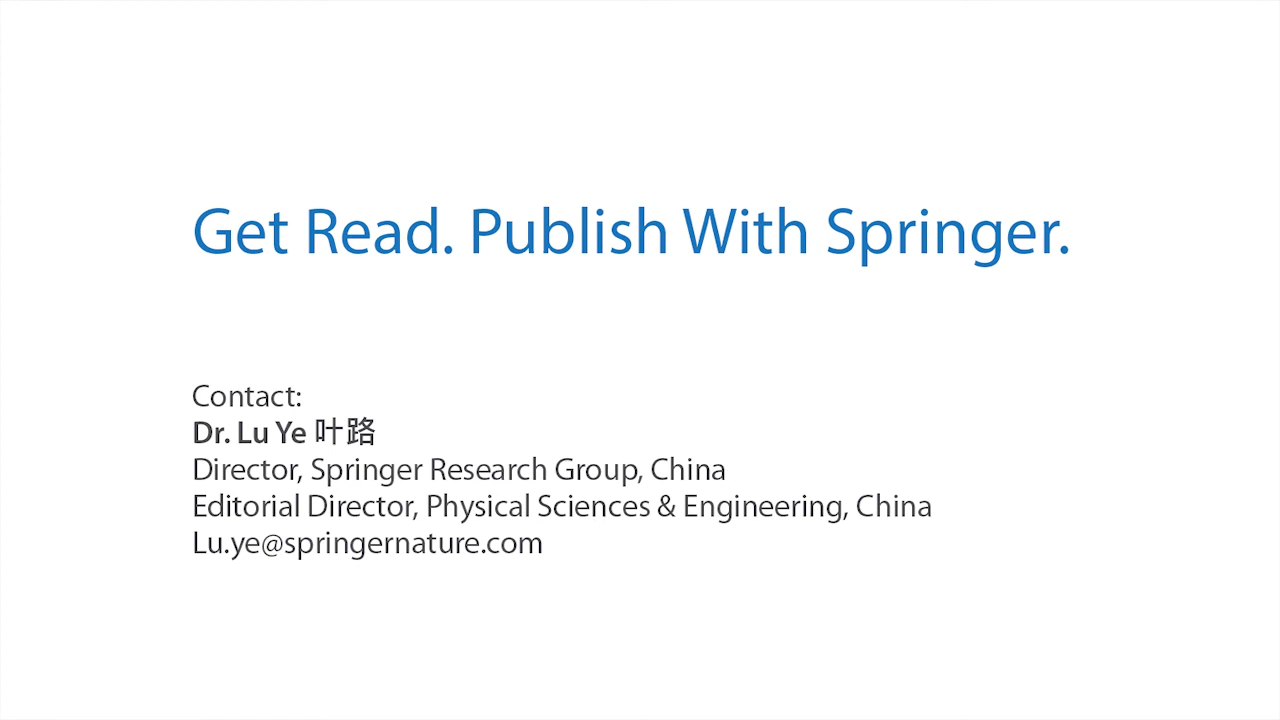 Get Read. Publish With Springer.
Contact:
Dr. Lu Ye 叶路
Director, Springer Research Group, China
Editorial Director, Physical Sciences & Engineering, China
Lu.ye@springernature.com